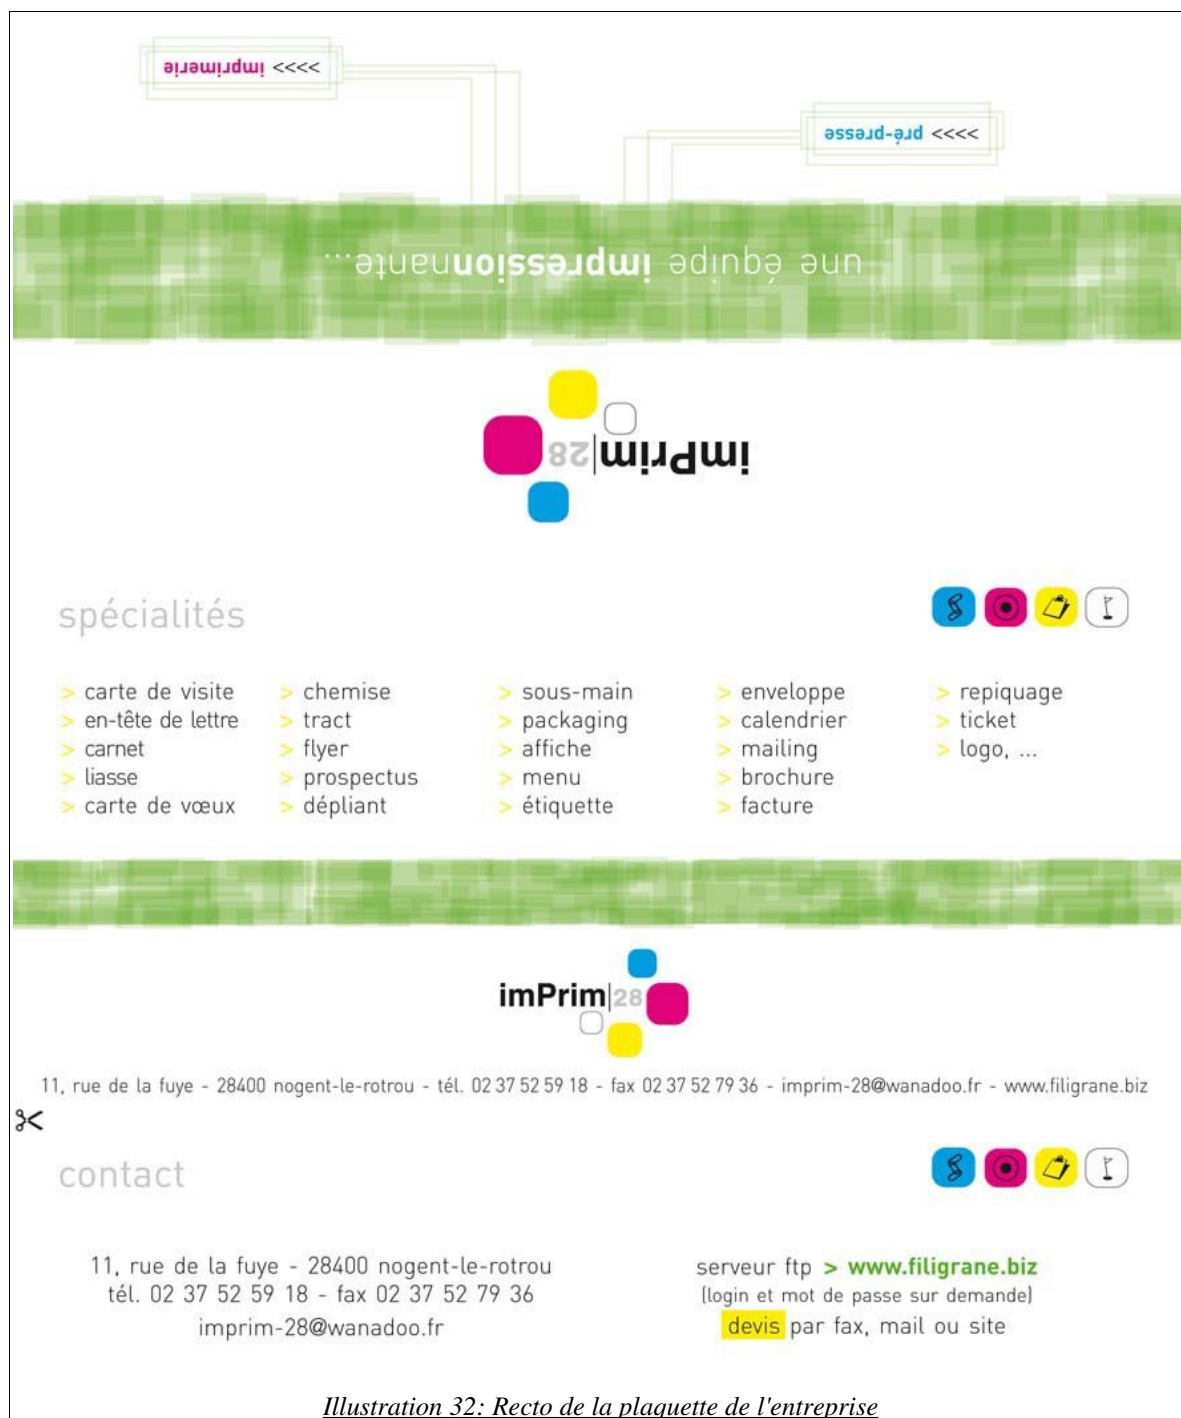 >>>> imprimerie
>>>> pré-presse
une équipe impressionnante...
imPrim|28
spécialités
> carte de visite > chemise > sous-main > enveloppe > repiquage
> en-tête de lettre > tract > packaging > calendrier > ticket
> carnet > flyer > affiche > mailing > logo, ...
> liasse > prospectus > menu > brochure
> carte de vœux > dépliant > étiquette > facture
imPrim|28
11, rue de la fuye - 28400 nogent-le-rotrou - tél. 02 37 52 59 18 - fax 02 37 52 79 36 - imprim-28@wanadoo.fr - www.filigrane.biz
contact
11, rue de la fuye - 28400 nogent-le-rotrou
tél. 02 37 52 59 18 - fax 02 37 52 79 36
imprim-28@wanadoo.fr
serveur ftp > www.filigrane.biz
(login et mot de passe sur demande)
devis par fax, mail ou site
Illustration 32: Recto de la plaquette de l'entreprise